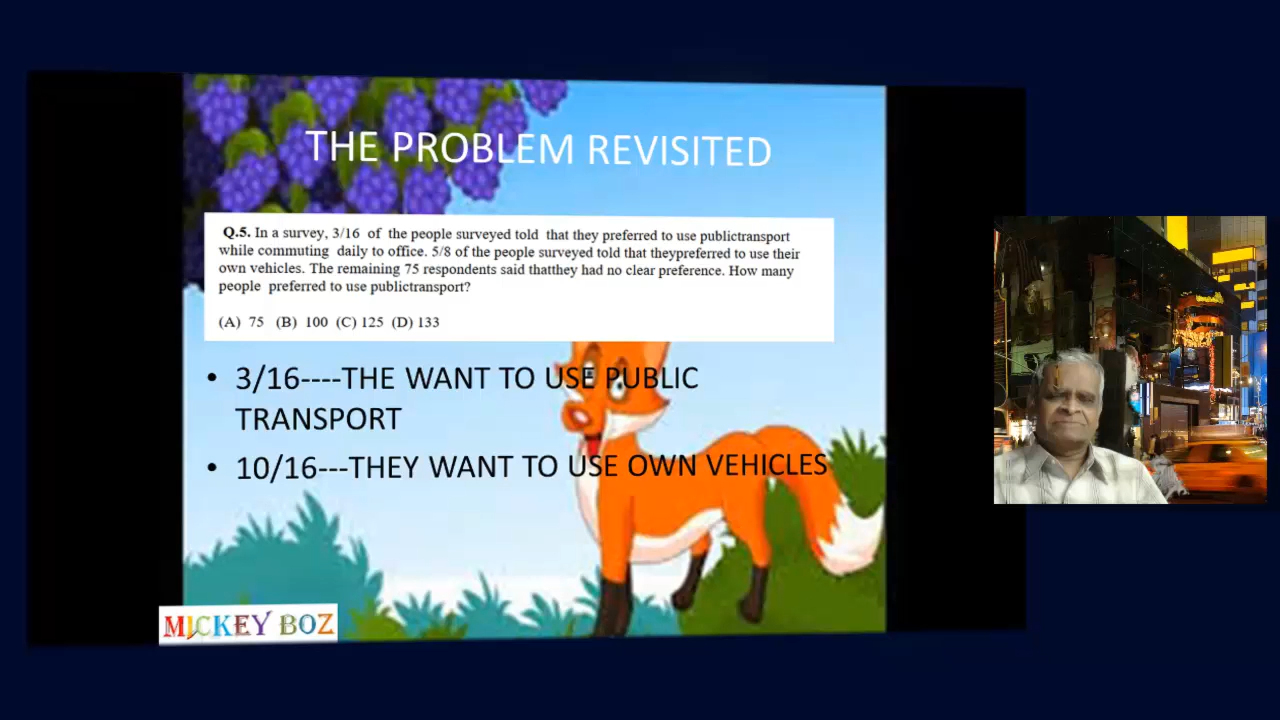 THE PROBLEM REVISITED
Q.5. In a survey, 3/16 of the people surveyed told that they preferred to use publictransport
while commuting daily to office. 5/8 of the people surveyed told that theypreferred to use their
own vehicles. The remaining 75 respondents said thatthey had no clear preference. How many
people preferred to use publictransport?
(A) 75 (B) 100 (C) 125 (D) 133
• 3/16----THE WANT TO USE PUBLIC
TRANSPORT
• 10/16---THEY WANT TO USE OWN VEHICLES
MICKEY BOZ